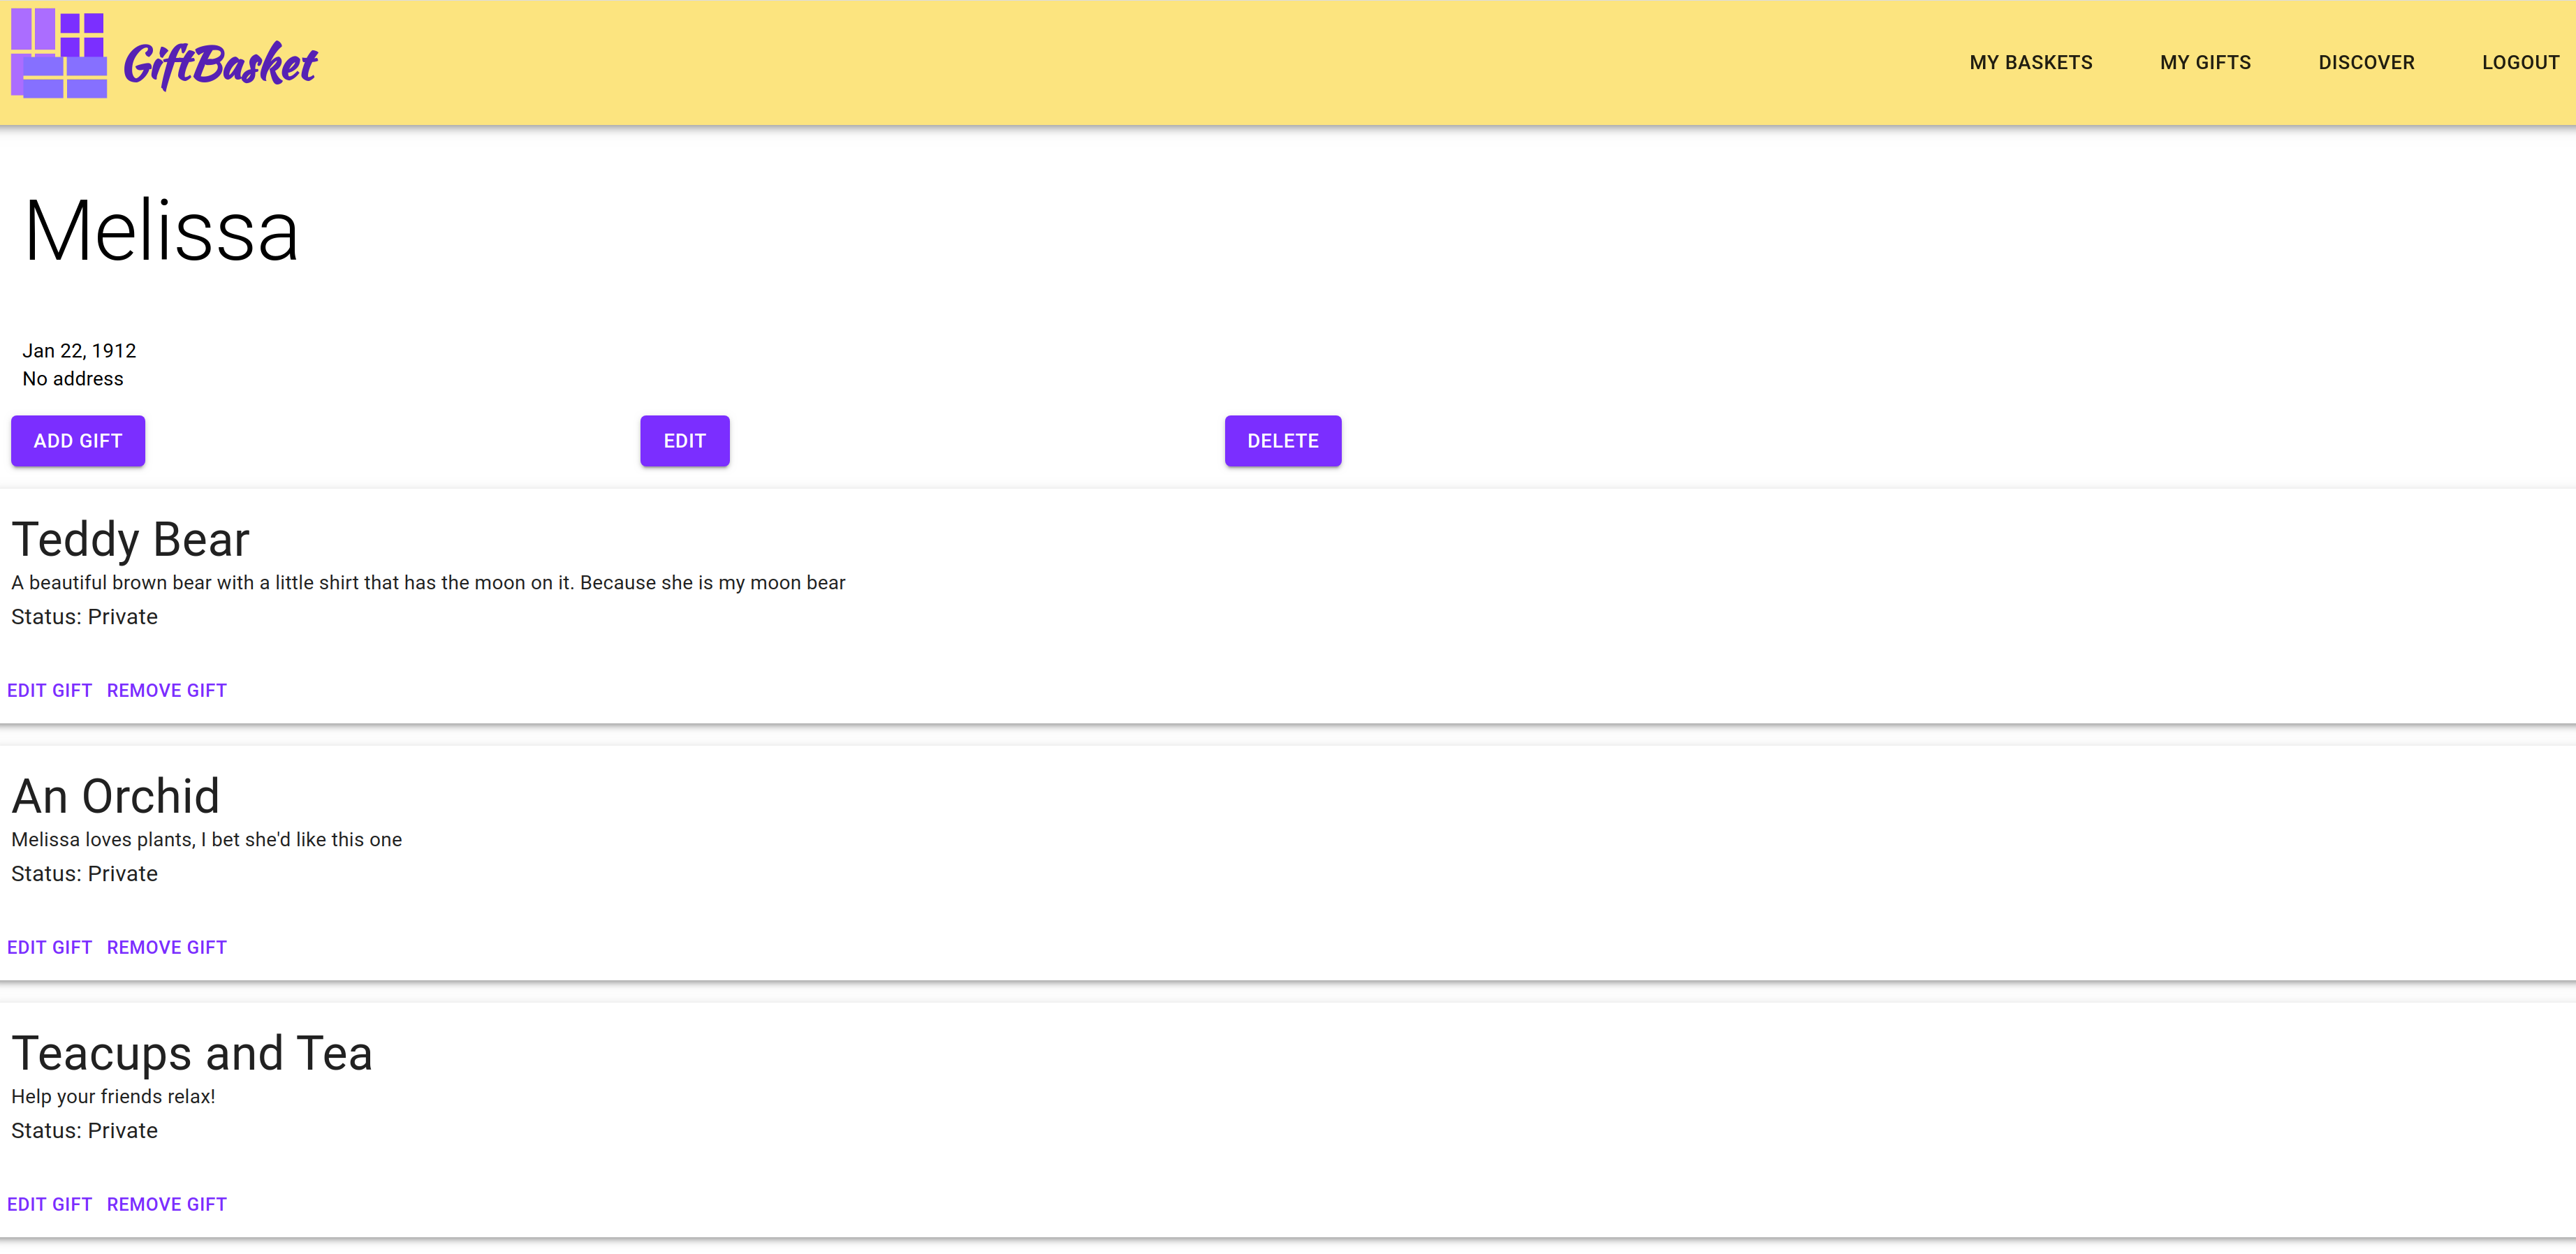 GiftBasket
MY BASKETS MY GIFTS DISCOVER LOGOUT
Melissa
Jan 22, 1912
No address
ADD GIFT EDIT DELETE
Teddy Bear
A beautiful brown bear with a little shirt that has the moon on it. Because she is my moon bear
Status: Private
EDIT GIFT REMOVE GIFT
An Orchid
Melissa loves plants, I bet she'd like this one
Status: Private
EDIT GIFT REMOVE GIFT
Teacups and Tea
Help your friends relax!
Status: Private
EDIT GIFT REMOVE GIFT